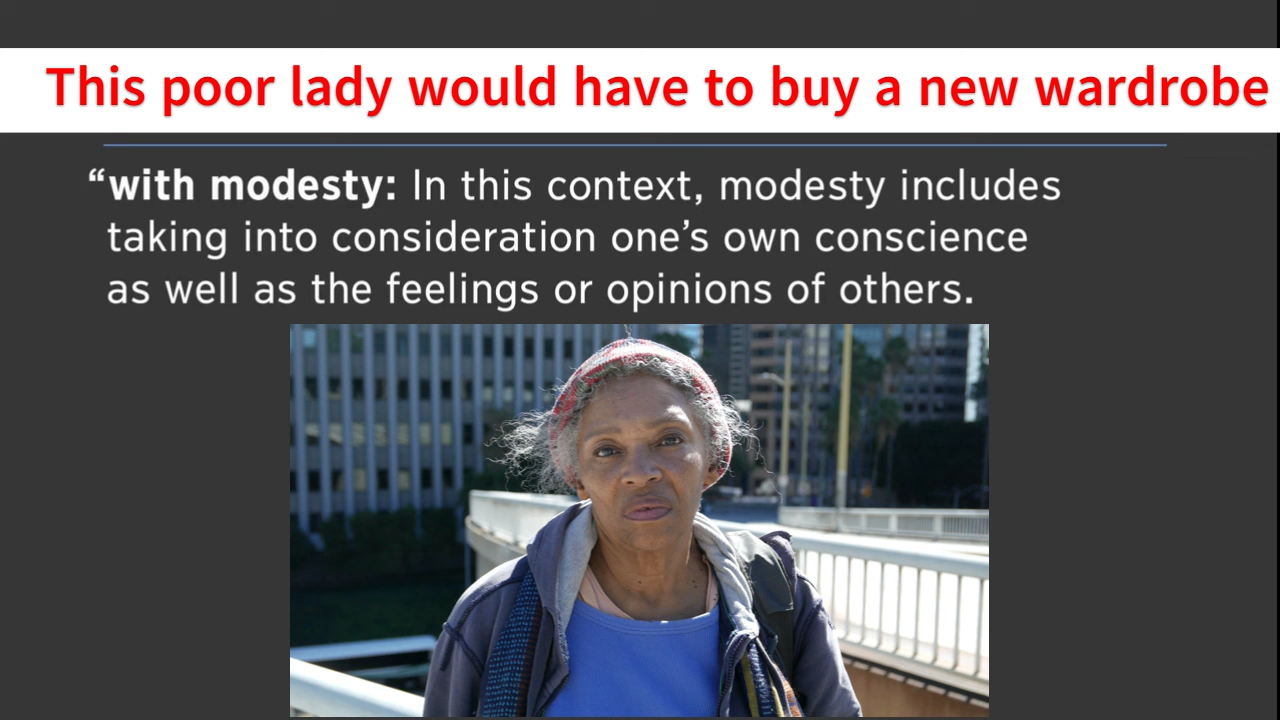 This poor lady would have to buy a new wardrobe
“with modesty: In this context, modesty includes
taking into consideration one’s own conscience
as well as the feelings or opinions of others.